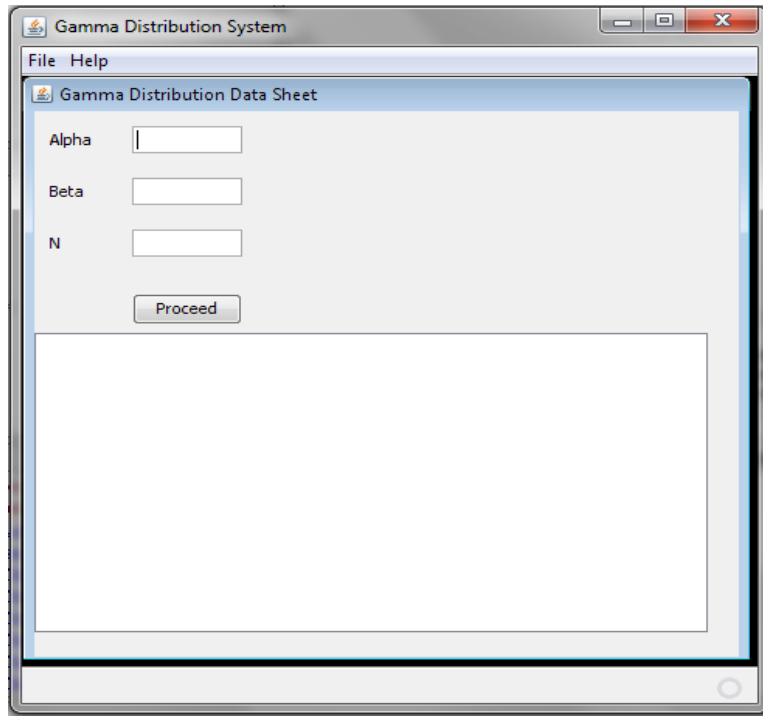 Gamma Distribution System
File Help
Gamma Distribution Data Sheet
Alpha
Beta
N
Proceed